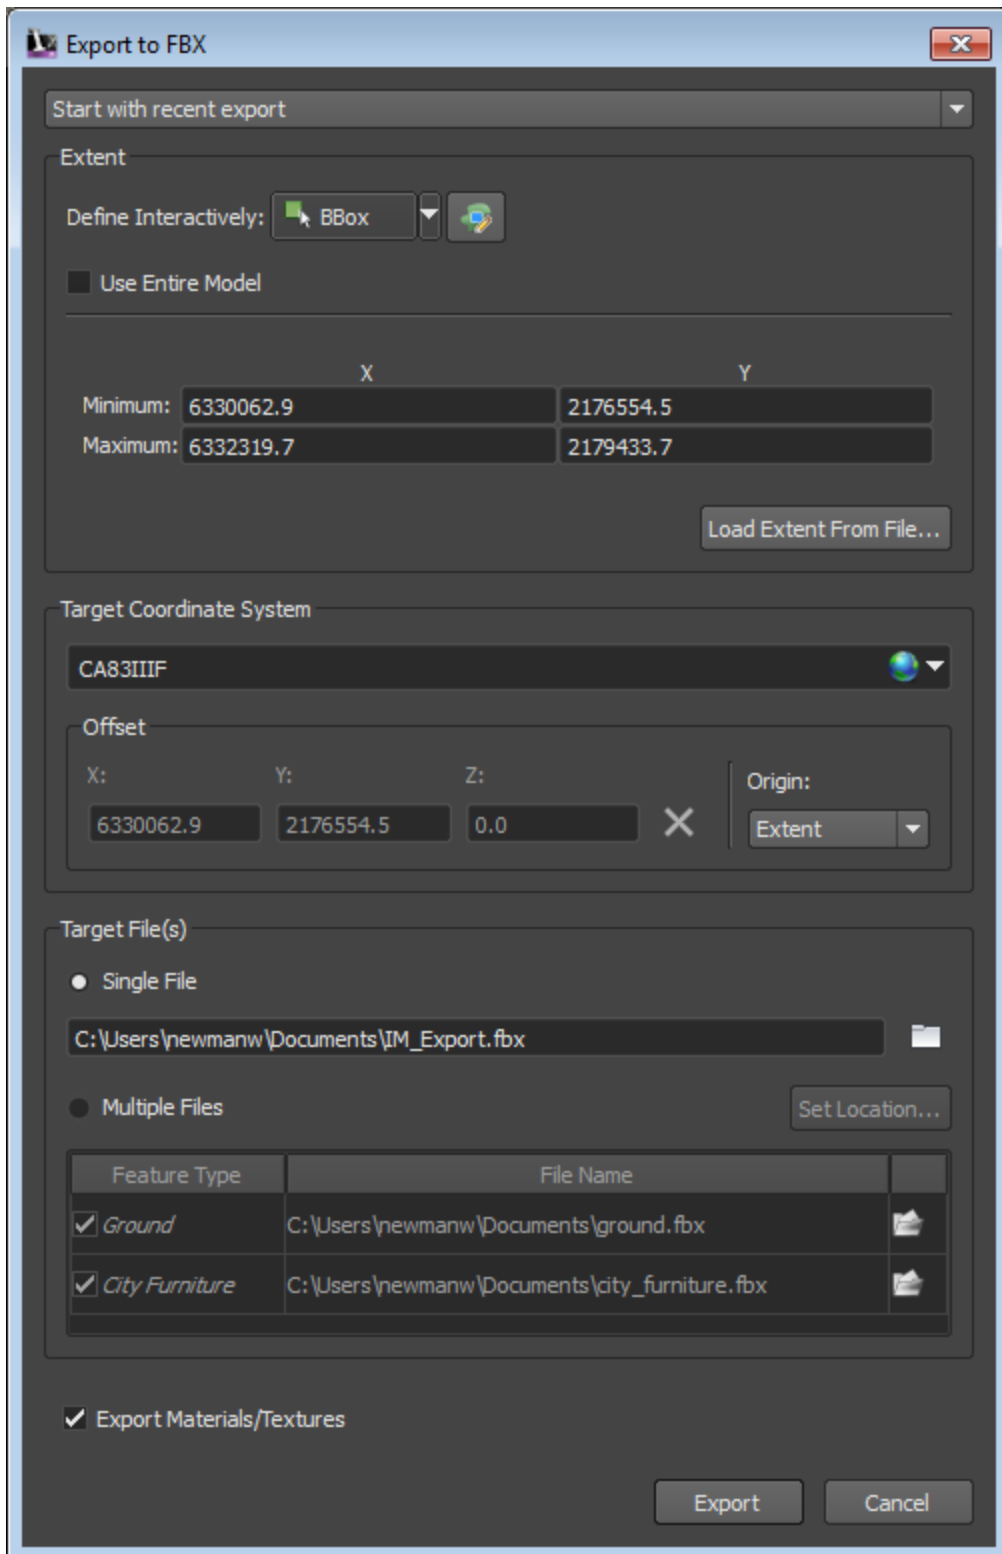 Export to FBX
Start with recent export
Extent
Define Interactively: BBox
Use Entire Model
X Y
Minimum: 6330062.9 2176554.5
Maximum: 6332319.7 2179433.7
Load Extent From File...
Target Coordinate System
CA83IIIF
Offset
X: Y: Z:
Origin:
6330062.9 2176554.5 0.0
Extent
Target File(s)
Single File
C:\Users\newmanw\Documents\IM_Export.fbx
Multiple Files Set Location...
Feature Type File Name
Ground C:\Users\newmanw\Documents\ground.fbx
City Furniture C:\Users\newmanw\Documents\city_furniture.fbx
Export Materials/Textures
Export Cancel